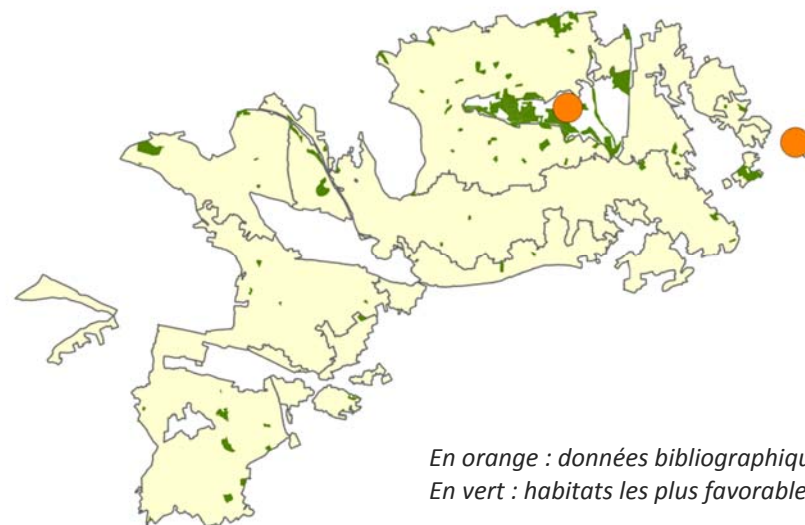 En orange : données bibliographiqu
En vert : habitats les plus favorable